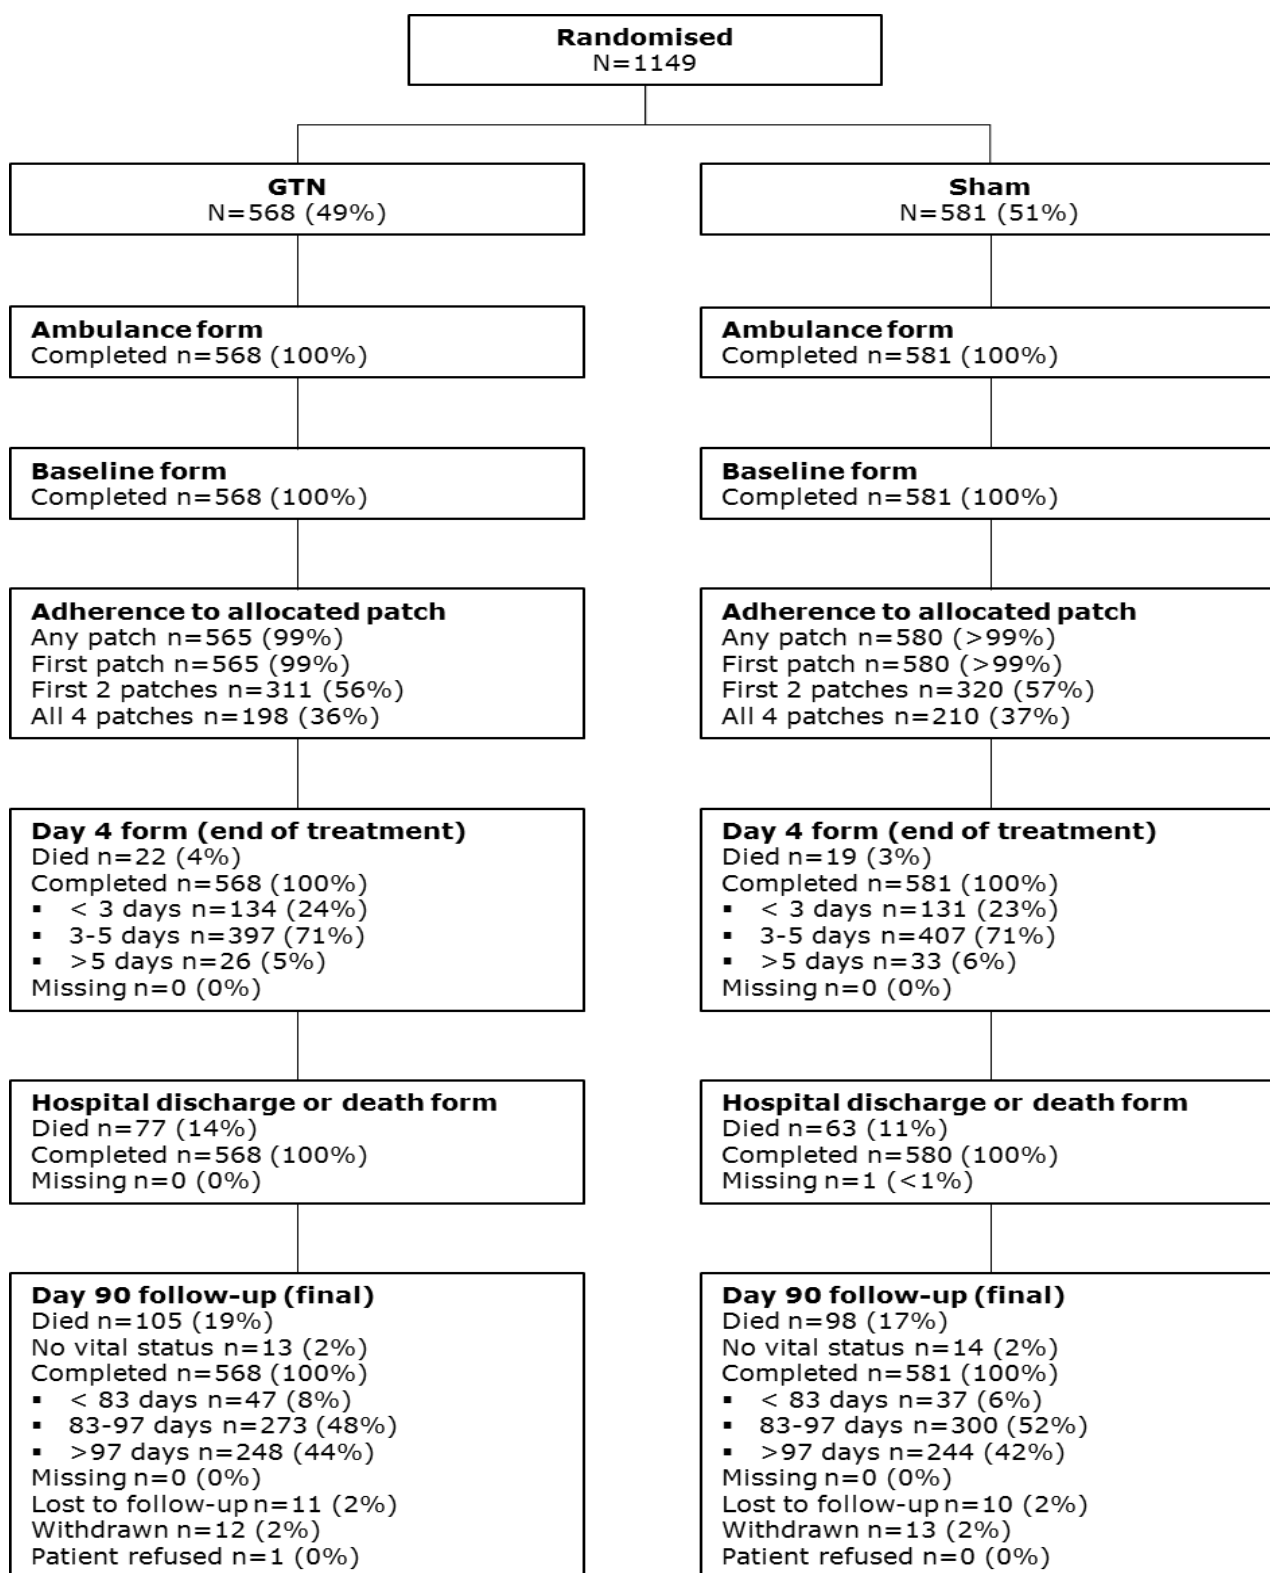 Randomised
N=1149
GTN
N=568 (49%)
Sham
N=581 (51%)
Ambulance form
Completed n=568 (100%)
Ambulance form
Completed n=581 (100%)
Baseline form
Completed n=568 (100%)
Baseline form
Completed n=581 (100%)
Adherence to allocated patch
Any patch n=565 (99%)
First patch n=565 (99%)
First 2 patches n=311 (56%)
All 4 patches n=198 (36%)
Adherence to allocated patch
Any patch n=580 (>99%)
First patch n=580 (>99%)
First 2 patches n=320 (57%)
All 4 patches n=210 (37%)
Day 4 form (end of treatment)
Died n=22 (4%)
Completed n=568 (100%)
▪ < 3 days n=134 (24%)
▪ 3-5 days n=397 (71%)
▪ >5 days n=26 (5%)
Missing n=0 (0%)
Day 4 form (end of treatment)
Died n=19 (3%)
Completed n=581 (100%)
▪ < 3 days n=131 (23%)
▪ 3-5 days n=407 (71%)
▪ >5 days n=33 (6%)
Missing n=0 (0%)
Hospital discharge or death form
Died n=77 (14%)
Completed n=568 (100%)
Missing n=0 (0%)
Hospital discharge or death form
Died n=63 (11%)
Completed n=580 (100%)
Missing n=1 (<1%)
Day 90 follow-up (final)
Died n=105 (19%)
No vital status n=13 (2%)
Completed n=568 (100%)
▪ < 83 days n=47 (8%)
▪ 83-97 days n=273 (48%)
▪ >97 days n=248 (44%)
Missing n=0 (0%)
Lost to follow-up n=11 (2%)
Withdrawn n=12 (2%)
Patient refused n=1 (0%)
Day 90 follow-up (final)
Died n=98 (17%)
No vital status n=14 (2%)
Completed n=581 (100%)
▪ < 83 days n=37 (6%)
▪ 83-97 days n=300 (52%)
▪ >97 days n=244 (42%)
Missing n=0 (0%)
Lost to follow-up n=10 (2%)
Withdrawn n=13 (2%)
Patient refused n=0 (0%)